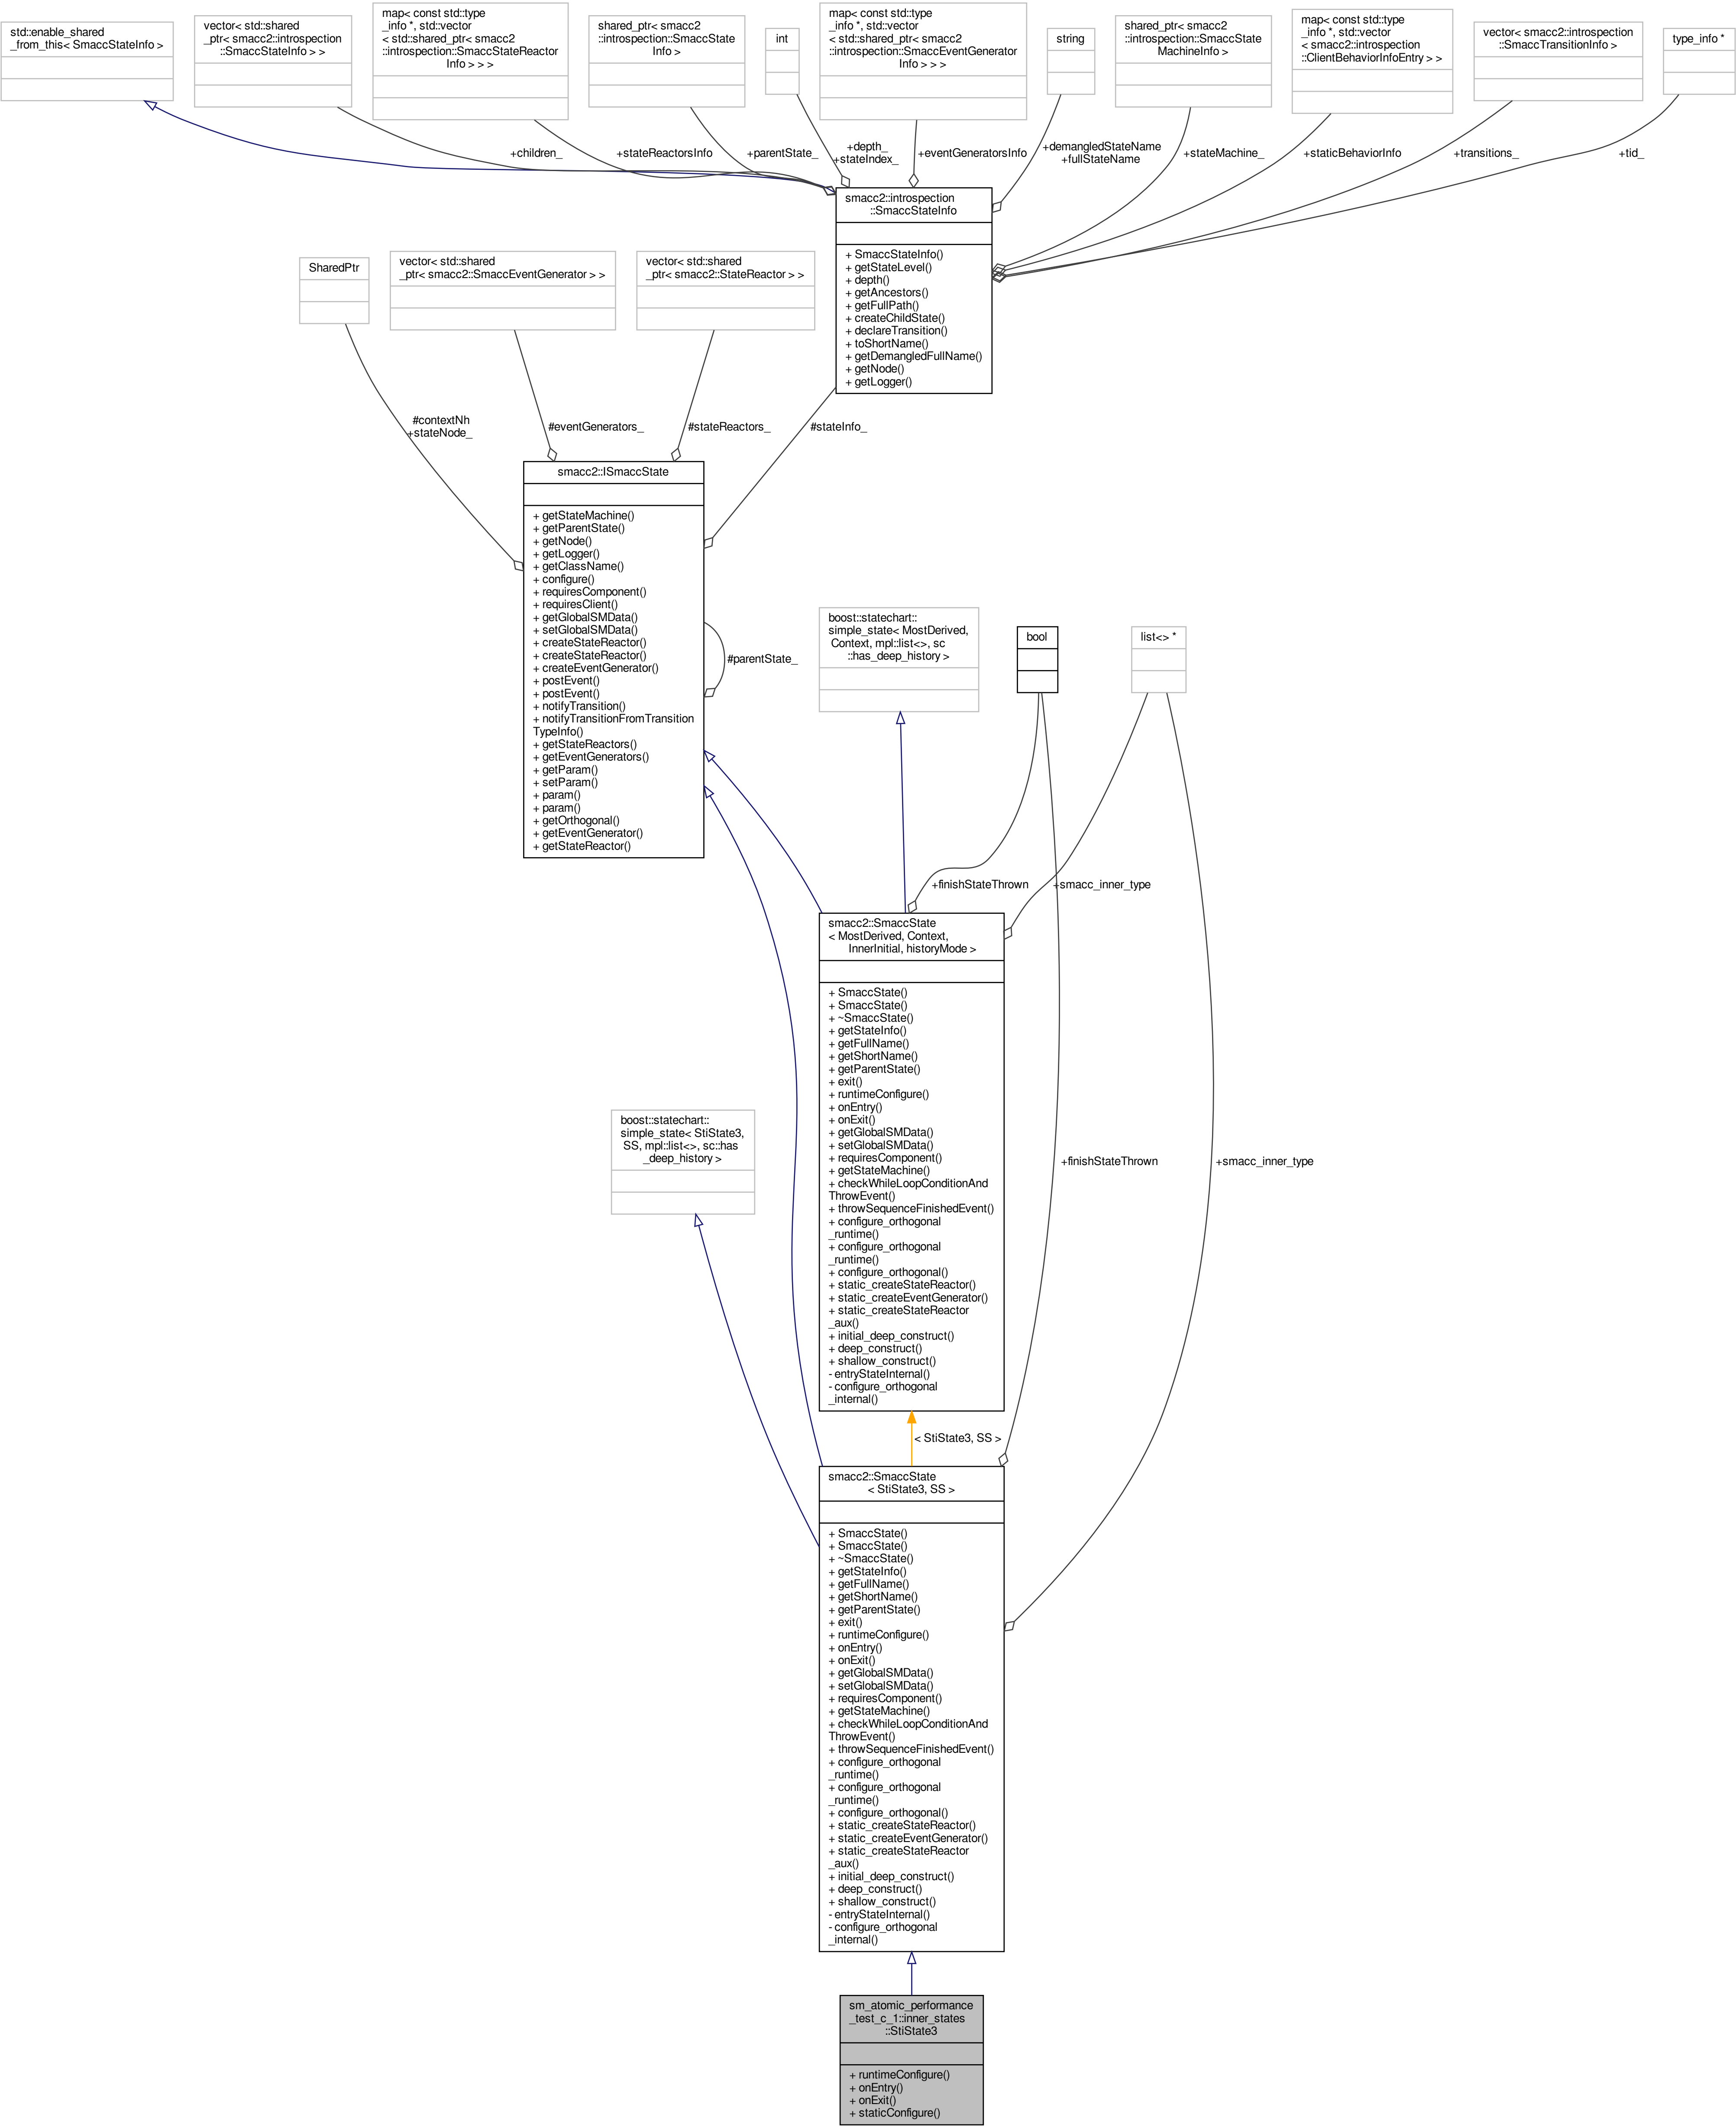 std::enable_shared
_from_this< SmaccStateInfo >
vector< std::shared
_ptr< smacc2::introspection
::SmaccStateInfo > >
map< const std::type
_info *, std::vector
< std::shared_ptr< smacc2
::introspection::SmaccStateReactor
Info > > >
shared_ptr< smacc2
::introspection::SmaccState
Info >
int
map< const std::type
_info *, std::vector
< std::shared_ptr< smacc2
::introspection::SmaccEventGenerator
Info > > >
string
shared_ptr< smacc2
::introspection::SmaccState
MachineInfo >
map< const std::type
_info *, std::vector
< smacc2::introspection
::ClientBehaviorInfoEntry > >
vector< smacc2::introspection
::SmaccTransitionInfo >
type_info *
+children_
+stateReactorsInfo
+parentState_
+depth_
+stateIndex_
+eventGeneratorsInfo
+demangledStateName
+fullStateName
+stateMachine_
+staticBehaviorInfo
+transitions_
+tid_
smacc2::introspection
::SmaccStateInfo
+ SmaccStateInfo()
+ getStateLevel()
+ depth()
+ getAncestors()
+ getFullPath()
+ createChildState()
+ declareTransition()
+ toShortName()
+ getDemangledFullName()
+ getNode()
+ getLogger()
SharedPtr
vector< std::shared
_ptr< smacc2::SmaccEventGenerator > >
vector< std::shared
_ptr< smacc2::StateReactor > >
#contextNh
+stateNode_
#eventGenerators_
#stateReactors_
#stateInfo_
smacc2::ISmaccState
+ getStateMachine()
+ getParentState()
+ getNode()
+ getLogger()
+ getClassName()
+ configure()
+ requiresComponent()
+ requiresClient()
+ getGlobalSMData()
+ setGlobalSMData()
+ createStateReactor()
+ createStateReactor()
+ createEventGenerator()
+ postEvent()
+ postEvent()
+ notifyTransition()
+ notifyTransitionFromTransition
TypeInfo()
+ getStateReactors()
+ getEventGenerators()
+ getParam()
+ setParam()
+ param()
+ param()
+ getOrthogonal()
+ getEventGenerator()
+ getStateReactor()
#parentState_
boost::statechart::
simple_state< MostDerived,
Context, mpl::list<>, sc
::has_deep_history >
bool
list<> *
+finishStateThrown
+smacc_inner_type
smacc2::SmaccState
< MostDerived, Context,
InnerInitial, historyMode >
+ SmaccState()
+ SmaccState()
+ ~SmaccState()
+ getStateInfo()
+ getFullName()
+ getShortName()
+ getParentState()
+ exit()
+ runtimeConfigure()
+ onEntry()
+ onExit()
+ getGlobalSMData()
+ setGlobalSMData()
+ requiresComponent()
+ getStateMachine()
+ checkWhileLoopConditionAnd
ThrowEvent()
+ throwSequenceFinishedEvent()
+ configure_orthogonal
_runtime()
+ configure_orthogonal
_runtime()
+ configure_orthogonal()
+ static_createStateReactor()
+ static_createEventGenerator()
+ static_createStateReactor
_aux()
+ initial_deep_construct()
+ deep_construct()
+ shallow_construct()
- entryStateInternal()
- configure_orthogonal
_internal()
boost::statechart::
simple_state< StiState3,
SS, mpl::list<>, sc::has
_deep_history >
+finishStateThrown
+smacc_inner_type
< StiState3, SS >
smacc2::SmaccState
< StiState3, SS >
+ SmaccState()
+ SmaccState()
+ ~SmaccState()
+ getStateInfo()
+ getFullName()
+ getShortName()
+ getParentState()
+ exit()
+ runtimeConfigure()
+ onEntry()
+ onExit()
+ getGlobalSMData()
+ setGlobalSMData()
+ requiresComponent()
+ getStateMachine()
+ checkWhileLoopConditionAnd
ThrowEvent()
+ throwSequenceFinishedEvent()
+ configure_orthogonal
_runtime()
+ configure_orthogonal
_runtime()
+ configure_orthogonal()
+ static_createStateReactor()
+ static_createEventGenerator()
+ static_createStateReactor
_aux()
+ initial_deep_construct()
+ deep_construct()
+ shallow_construct()
- entryStateInternal()
- configure_orthogonal
_internal()
sm_atomic_performance
_test_c_1::inner_states
::StiState3
+ runtimeConfigure()
+ onEntry()
+ onExit()
+ staticConfigure()